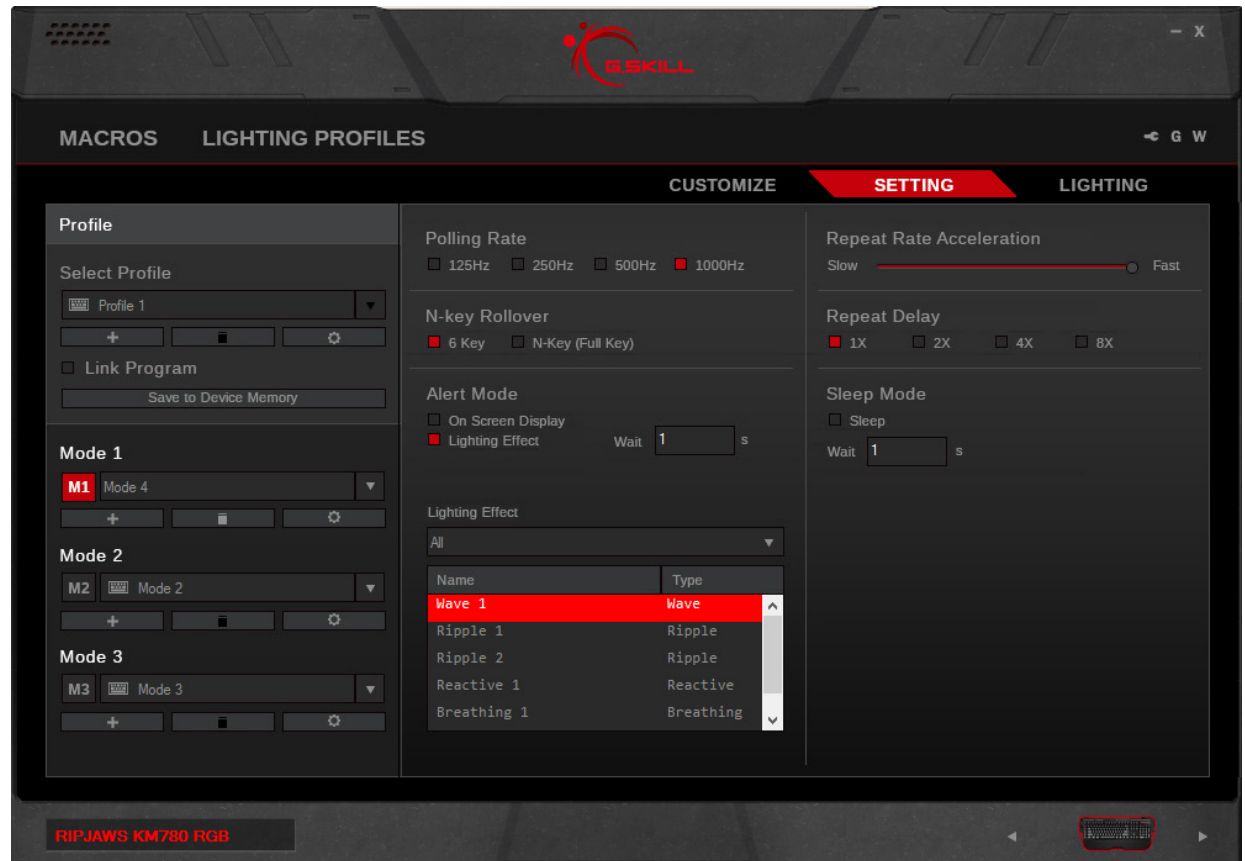 G.SKILL
- X
MACROS LIGHTING PROFILES
G W
CUSTOMIZE SETTING LIGHTING
Profile
Select Profile
Profile 1
Link Program
Save to Device Memory
Mode 1
M1 Mode 4
Mode 2
M2 Mode 2
Mode 3
M3 Mode 3
Polling Rate
125Hz 250Hz 500Hz 1000Hz
N-key Rollover
6 Key N-Key (Full Key)
Alert Mode
On Screen Display
Lighting Effect Wait 1 s
Lighting Effect
All
Name Type
Wave 1 Wave
Ripple 1 Ripple
Ripple 2 Ripple
Reactive 1 Reactive
Breathing 1 Breathing
Repeat Rate Acceleration
Slow Fast
Repeat Delay
1X 2X 4X 8X
Sleep Mode
Sleep
Wait 1 s
RIPJAWS KM780 RGB